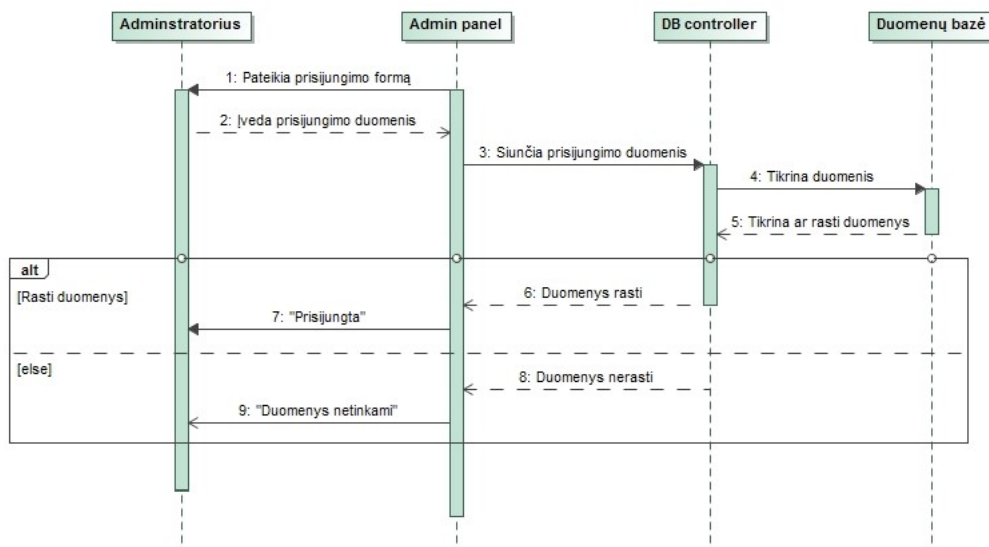 Adminstratorius
Admin panel
DB controller
Duomenų bazė
1: Pateikia prisijungimo formą
2: Įveda prisijungimo duomenis
3: Siunčia prisijungimo duomenis
4: Tikrina duomenis
5: Tikrina ar rasti duomenys
alt
[Rasti duomenys]
6: Duomenys rasti
7: "Prisijungta"
[else]
8: Duomenys nerasti
9: "Duomenys netinkami"